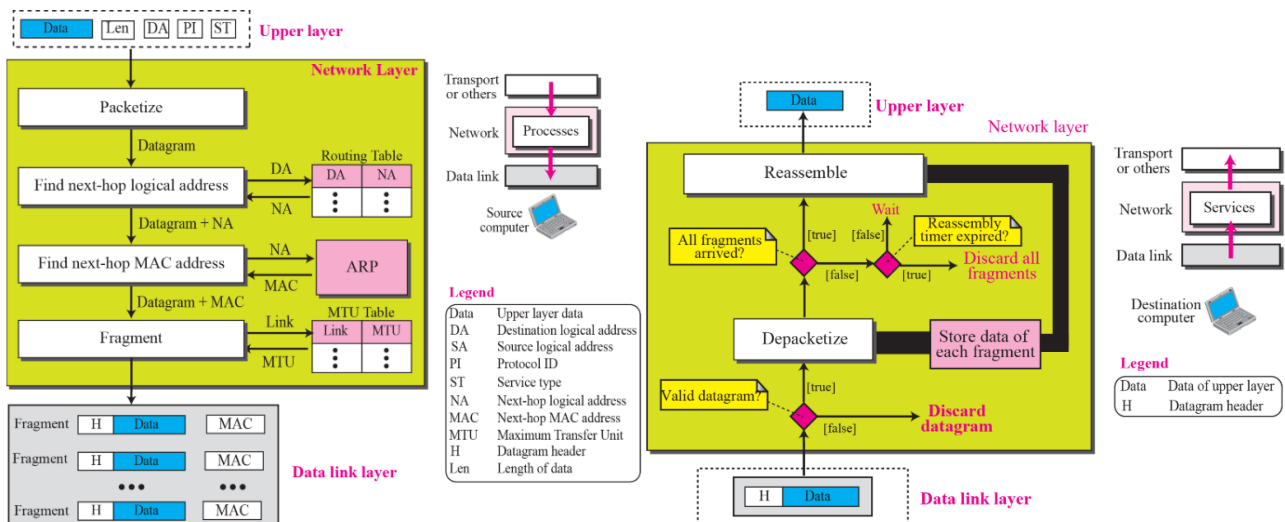 Data Len DA PI ST Upper layer
Network Layer
Packetize
Datagram
Routing Table
Find next-hop logical address DA DA NA
NA
Datagram + NA
Find next-hop MAC address NA ARP
MAC
Datagram + MAC
MTU Table
Fragment Link Link MTU
MTU
Fragment H Data MAC
Fragment H Data MAC
Data link layer
Fragment H Data MAC
Transport
or others
Network Processes
Data link
Source
computer
Legend
Data Upper layer data
DA Destination logical address
SA Source logical address
PI Protocol ID
ST Service type
NA Next-hop logical address
MAC Next-hop MAC address
MTU Maximum Transfer Unit
H Datagram header
Len Length of data
Data Upper layer
Network layer
Reassemble
Wait
All fragments
arrived?
[true] [false]
Reassembly
timer expired?
[false] [true]
Discard all
fragments
Depacketize
Store data of
each fragment
Valid datagram?
[true]
[false]
Discard
datagram
H Data
Data link layer
Transport
or others
Network Services
Data link
Destination
computer
Legend
Data Data of upper layer
H Datagram header